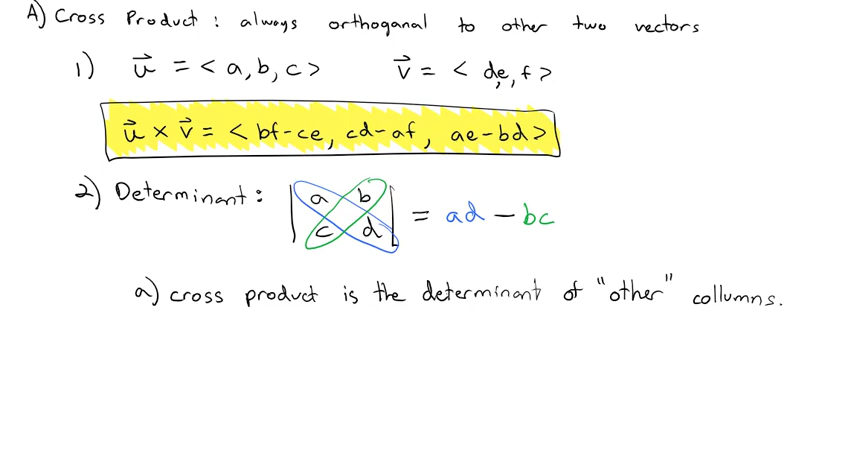 A) Cross Product : always orthoganal to other two vectors
1) u⃗ = < a, b, c > v⃗ = < d, e, f >
u⃗ × v⃗ = < bf - ce, cd - af, ae - bd >
2) Determinant : | a b | = ad - bc
| c d |
a) cross product is the determinant of "other" collumns.